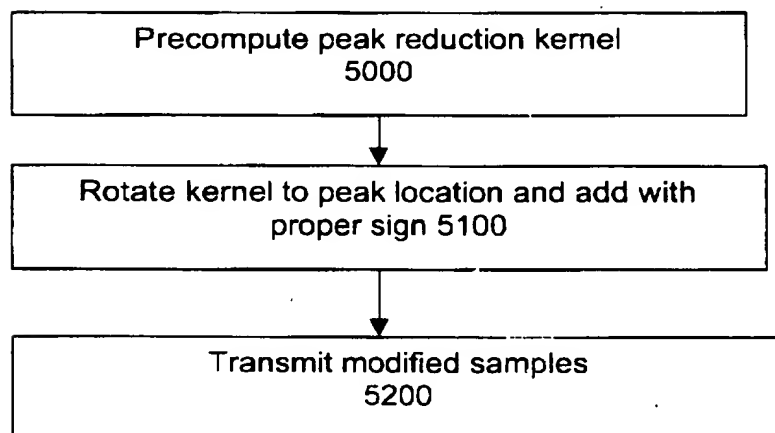 Precompute peak reduction kernel
5000
Rotate kernel to peak location and add with
proper sign 5100
Transmit modified samples
5200